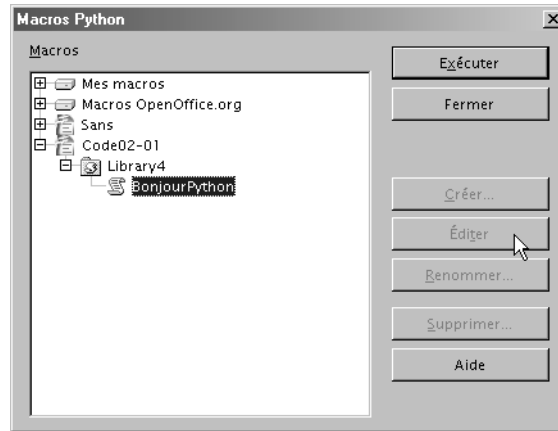 Macros Python
Macros
Mes macros
Macros OpenOffice.org
Sans
Code02-01
Library4
BonjourPython
Exécuter
Fermer
Créer...
Éditer
Renommer...
Supprimer...
Aide